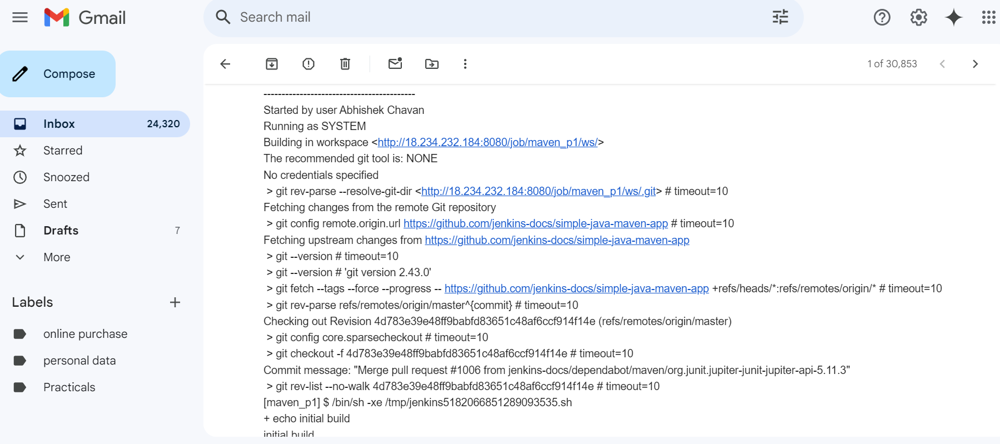 Gmail
Search mail
Compose
Inbox 24,320
Starred
Snoozed
Sent
Drafts 7
More
Labels
online purchase
personal data
Practicals
1 of 30,853
-------------------------------------------
Started by user Abhishek Chavan
Running as SYSTEM
Building in workspace <http://18.234.232.184:8080/job/maven_p1/ws/>
The recommended git tool is: NONE
No credentials specified
> git rev-parse --resolve-git-dir <http://18.234.232.184:8080/job/maven_p1/ws/.git> # timeout=10
Fetching changes from the remote Git repository
> git config remote.origin.url https://github.com/jenkins-docs/simple-java-maven-app # timeout=10
Fetching upstream changes from https://github.com/jenkins-docs/simple-java-maven-app
> git --version # timeout=10
> git --version # 'git version 2.43.0'
> git fetch --tags --force --progress -- https://github.com/jenkins-docs/simple-java-maven-app +refs/heads/*:refs/remotes/origin/* # timeout=10
> git rev-parse refs/remotes/origin/master^{commit} # timeout=10
Checking out Revision 4d783e39e48ff9babfd83651c48af6ccf914f14e (refs/remotes/origin/master)
> git config core.sparsecheckout # timeout=10
> git checkout -f 4d783e39e48ff9babfd83651c48af6ccf914f14e # timeout=10
Commit message: "Merge pull request #1006 from jenkins-docs/dependabot/maven/org.junit.jupiter-junit-jupiter-api-5.11.3"
> git rev-list --no-walk 4d783e39e48ff9babfd83651c48af6ccf914f14e # timeout=10
[maven_p1] $ /bin/sh -xe /tmp/jenkins5182066851289093535.sh
+ echo initial build
initial build